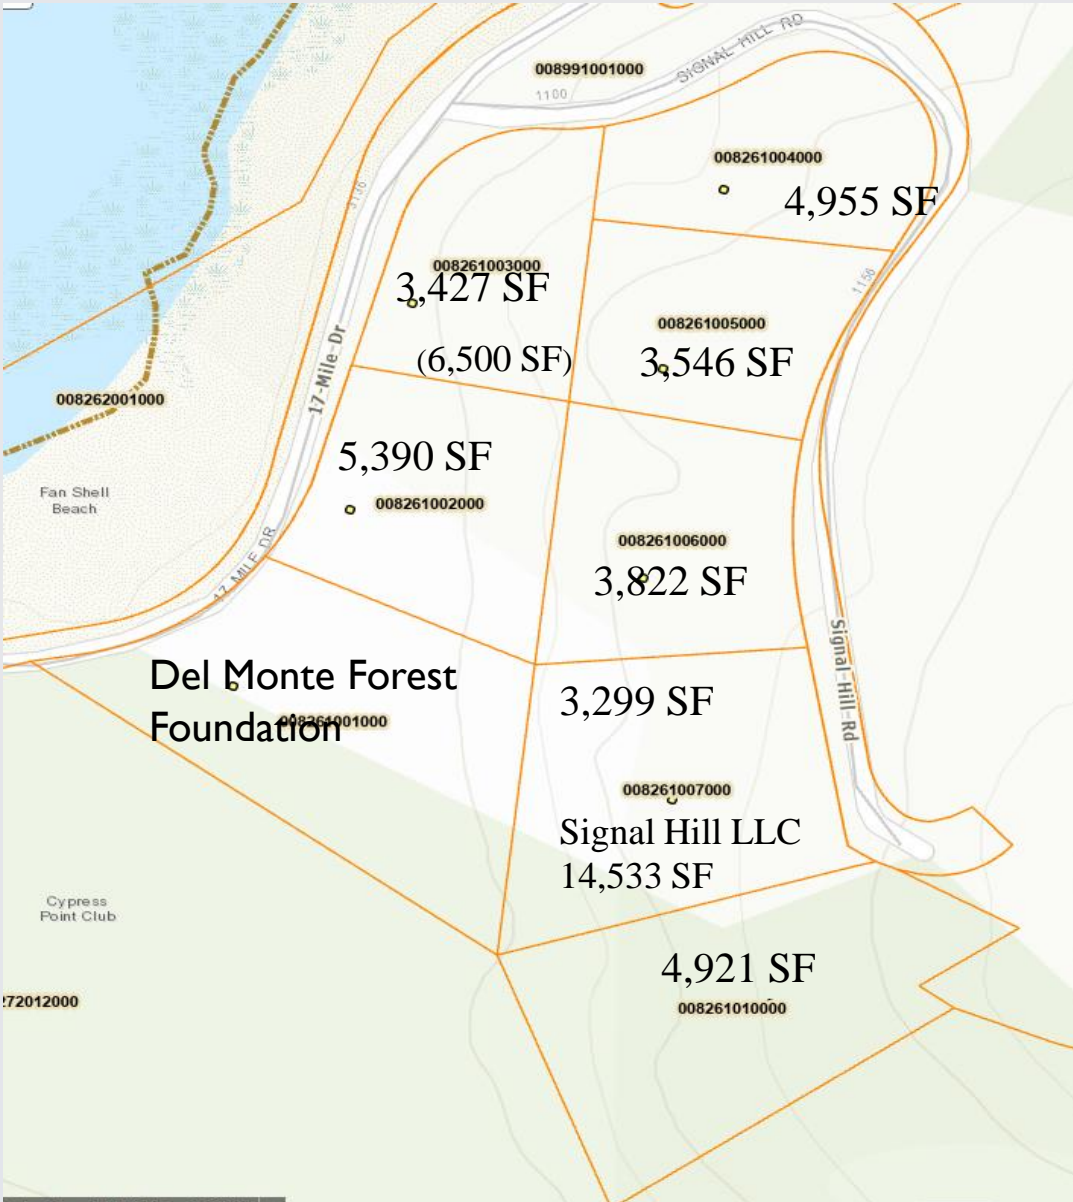 SIGNAL HILL RD
008991001000
1100
008261004000
4,955 SF
3136
008261003000
3,427 SF
(6,500 SF)
1156
008261005000
3,546 SF
17-Mile-Dr
008262001000
5,390 SF
008261002000
Fan Shell
Beach
17 MILE DR
008261006000
3,822 SF
Signal-Hill-Rd
Del Monte Forest
Foundation
008261001000
3,299 SF
008261007000
Signal Hill LLC
14,533 SF
Cypress
Point Club
4,921 SF
008261010000
272012000